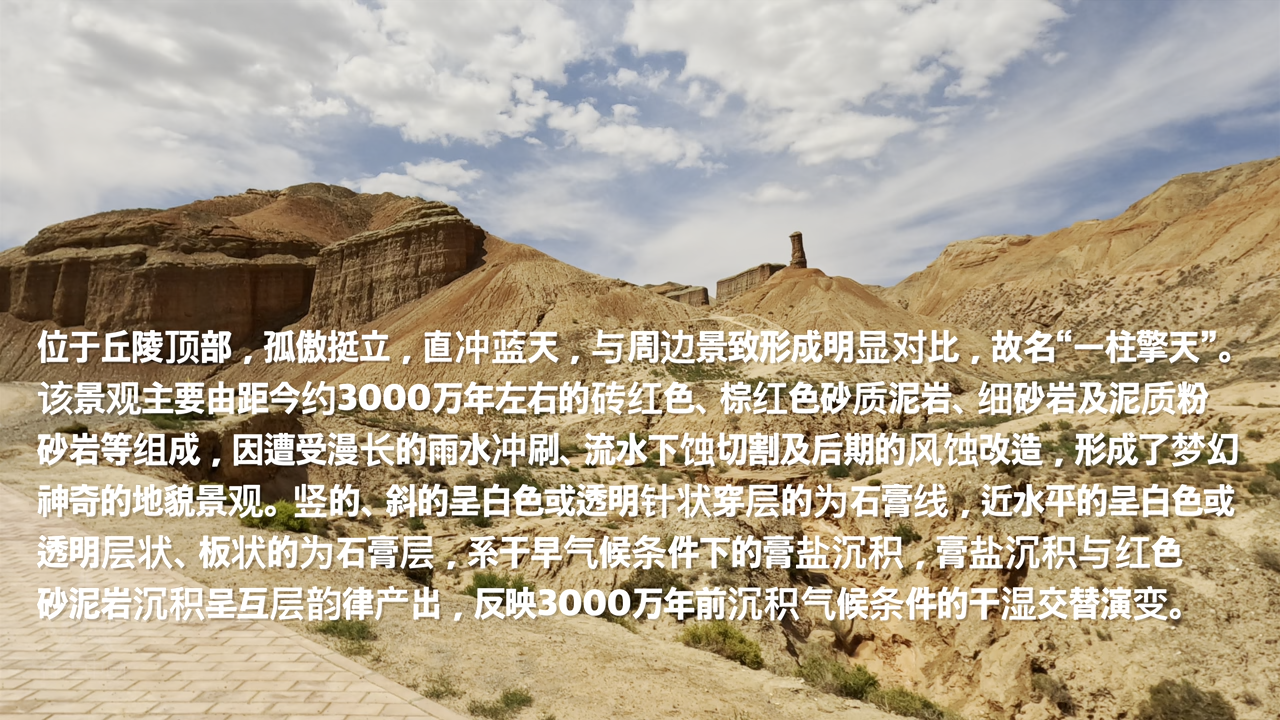 位于丘陵顶部，孤傲挺立，直冲蓝天，与周边景致形成明显对比，故名“一柱擎天”。
该景观主要由距今约3000万年左右的砖红色、棕红色砂质泥岩、细砂岩及泥质粉
砂岩等组成，因遭受漫长的雨水冲刷、流水下蚀切割及后期的风蚀改造，形成了梦幻
神奇的地貌景观。竖的、斜的呈白色或透明针状穿层的为石膏线，近水平的呈白色或
透明层状、板状的为石膏层，系干旱气候条件下的膏盐沉积，膏盐沉积与红色
砂泥岩沉积呈互层韵律产出，反映3000万年前沉积气候条件的干湿交替演变。